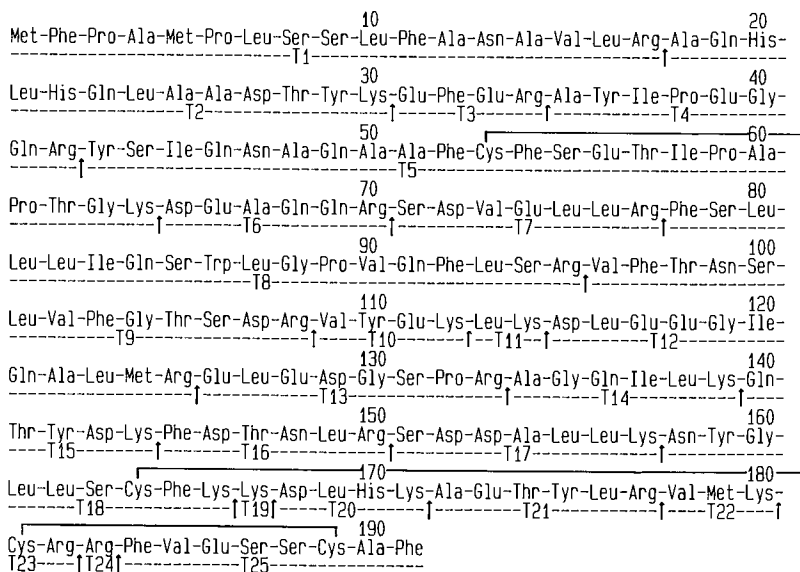 10 20
Met-Phe-Pro-Ala-Met-Pro-Leu-Ser-Ser-Leu-Phe-Ala-Asn-Ala-Val-Leu-Arg-Ala-Gln-His-
T1
30 40
Leu-His-Gln-Leu-Ala-Ala-Asp-Thr-Tyr-Lys-Glu-Phe-Glu-Arg-Ala-Tyr-Ile-Pro-Glu-Gly-
T2 T3 T4
50 60
Gln-Arg-Tyr-Ser-Ile-Gln-Asn-Ala-Gln-Ala-Ala-Phe-Cys-Phe-Ser-Glu-Thr-Ile-Pro-Ala-
T5
70 80
Pro-Thr-Gly-Lys-Asp-Glu-Ala-Gln-Gln-Arg-Ser-Asp-Val-Glu-Leu-Leu-Arg-Phe-Ser-Leu-
T6 T7
90 100
Leu-Leu-Ile-Gln-Ser-Trp-Leu-Gly-Pro-Val-Gln-Phe-Leu-Ser-Arg-Val-Phe-Thr-Asn-Ser-
T8
110 120
Leu-Val-Phe-Gly-Thr-Ser-Asp-Arg-Val-Tyr-Glu-Lys-Leu-Lys-Asp-Leu-Glu-Glu-Gly-Ile-
T9 T10 T11 T12
130 140
Gln-Ala-Leu-Met-Arg-Glu-Leu-Glu-Asp-Gly-Ser-Pro-Arg-Ala-Gly-Gln-Ile-Leu-Lys-Gln-
T13 T14
150 160
Thr-Tyr-Asp-Lys-Phe-Asp-Thr-Asn-Leu-Arg-Ser-Asp-Asp-Ala-Leu-Leu-Lys-Asn-Tyr-Gly-
T15 T16 T17
170 180
Leu-Leu-Ser-Cys-Phe-Lys-Lys-Asp-Leu-His-Lys-Ala-Glu-Thr-Tyr-Leu-Arg-Val-Met-Lys-
T18 T19 T20 T21 T22
190
Cys-Arg-Arg-Phe-Val-Glu-Ser-Ser-Cys-Ala-Phe
T23 T24 T25